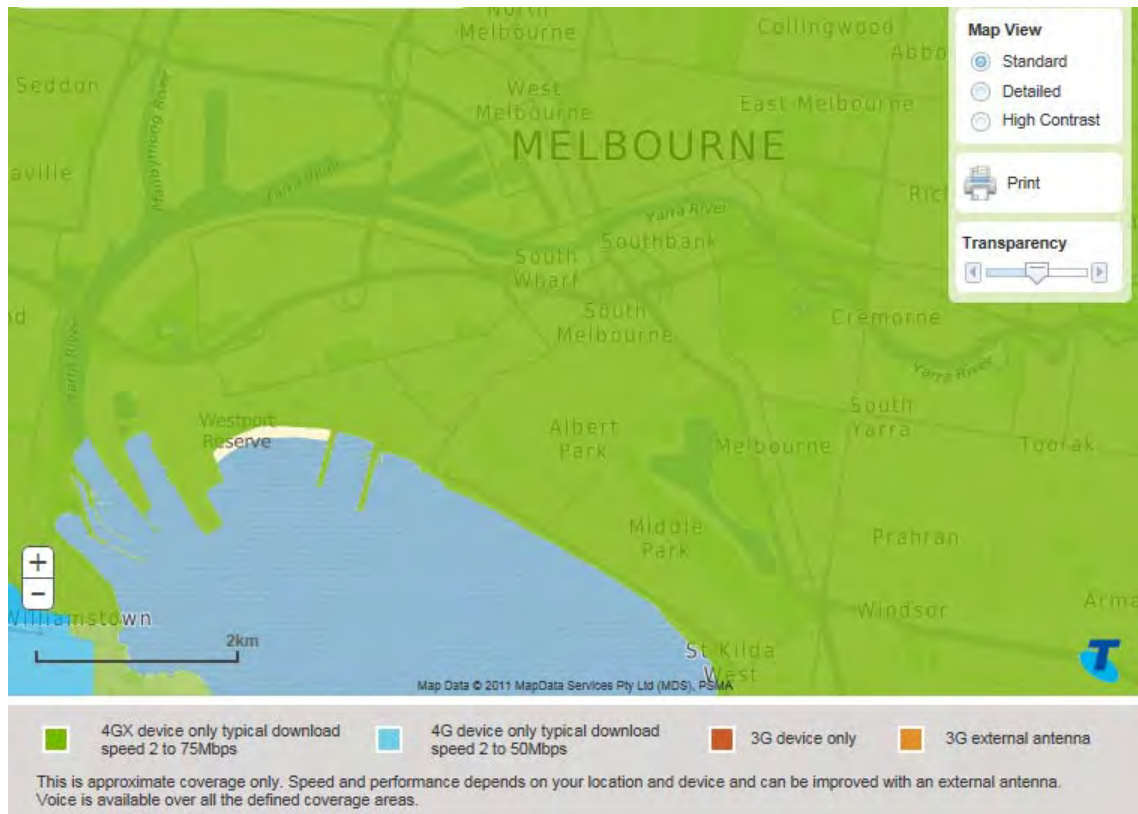 North
Melbourne
Collingwood
Abbo
Seddon
West
Melbourne
East Melbourne
MELBOURNE
Maribyrnong River
Yarra River
aville
Rich
Yarra River
Southbank
South
Wharf
South
Melbourne
Cremorne
nd
Yarra River
Yarra River
Westport
Reserve
Albert
Park
Melbourne
South
Yarra
Toorak
Middle
Park
Prahran
Windsor
Arma
Williamstown
St Kilda
West
+
−
2km
Map Data © 2011 MapData Services Pty Ltd (MDS), PSMA
Map View
Standard
Detailed
High Contrast
Print
Transparency
T
4GX device only typical download
speed 2 to 75Mbps
4G device only typical download
speed 2 to 50Mbps
3G device only
3G external antenna
This is approximate coverage only. Speed and performance depends on your location and device and can be improved with an external antenna.
Voice is available over all the defined coverage areas.